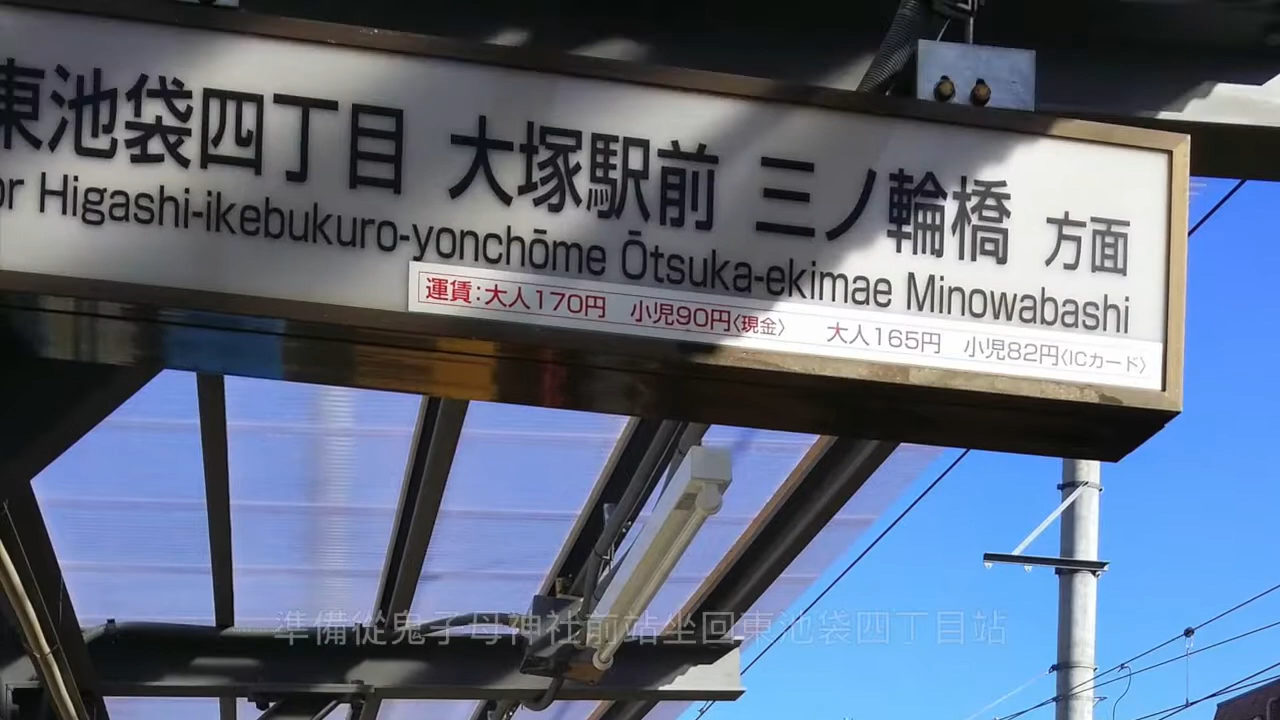 東池袋四丁目 大塚駅前 三ノ輪橋 方面
or Higashi-ikebukuro-yonchōme Ōtsuka-ekimae Minowabashi
運賃:大人170円 小児90円〈現金〉 大人165円 小児82円〈ICカード〉
準備從鬼子母神社前站坐回東池袋四丁目站